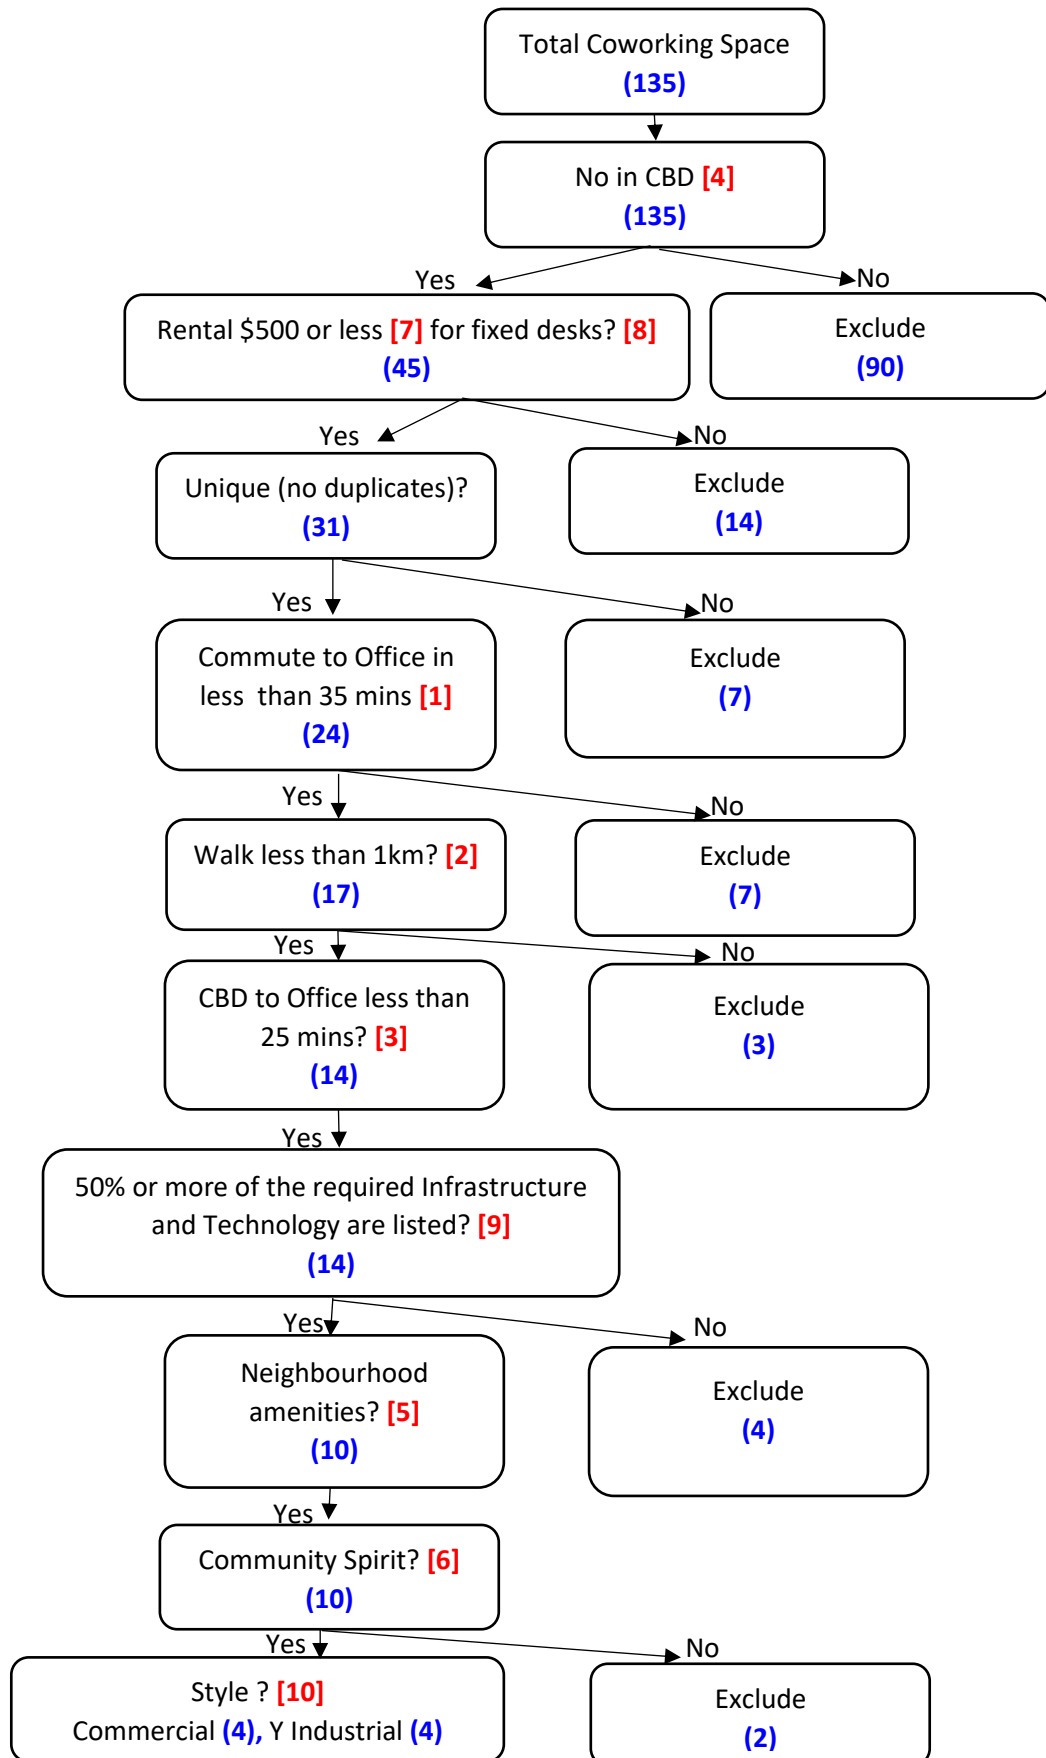 Total Coworking Space
(135)
No in CBD [4]
(135)
Yes
No
Rental $500 or less [7] for fixed desks? [8]
(45)
Exclude
(90)
Yes
No
Unique (no duplicates)?
(31)
Exclude
(14)
Yes
No
Commute to Office in
less than 35 mins [1]
(24)
Exclude
(7)
Yes
No
Walk less than 1km? [2]
(17)
Exclude
(7)
Yes
No
CBD to Office less than
25 mins? [3]
(14)
Exclude
(3)
Yes
50% or more of the required Infrastructure
and Technology are listed? [9]
(14)
Yes
No
Neighbourhood
amenities? [5]
(10)
Exclude
(4)
Yes
Community Spirit? [6]
(10)
Yes
No
Style ? [10]
Commercial (4), Y Industrial (4)
Exclude
(2)